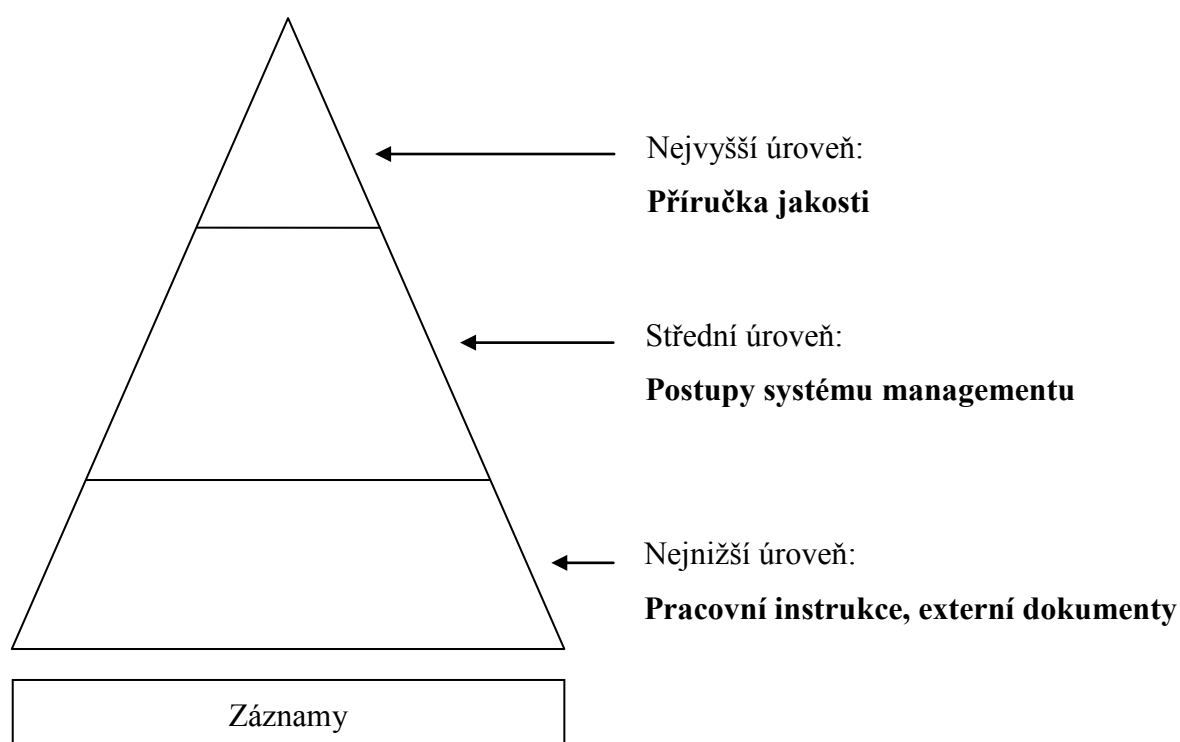 Nejvyšší úroveň:
Příručka jakosti
Střední úroveň:
Postupy systému managementu
Nejnižší úroveň:
Pracovní instrukce, externí dokumenty
Záznamy